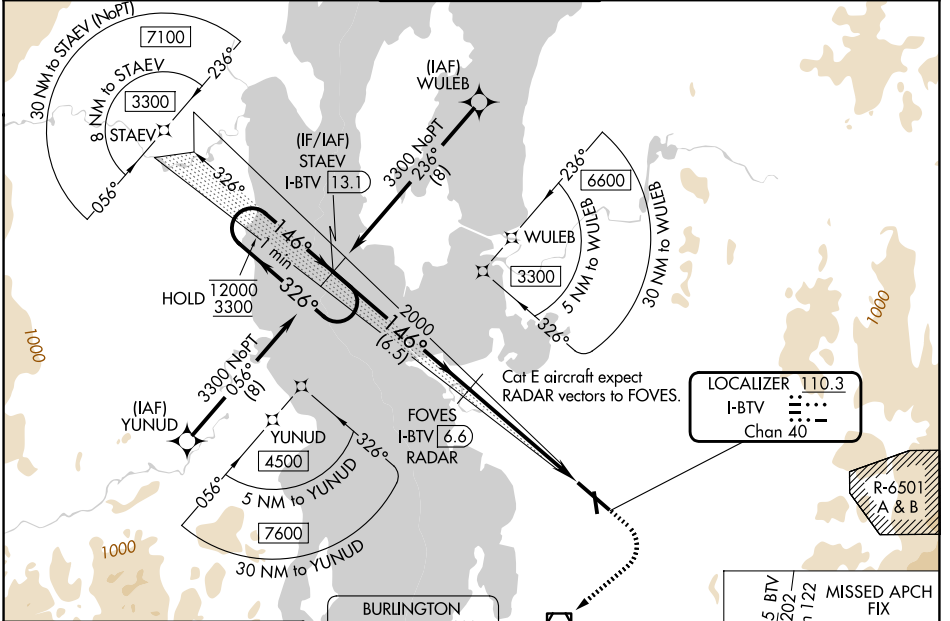 30 NM to STAEV (NoPT)
7100
236°
8 NM to STAEV
3300
STAEV
056°
326°
(IF/IAF)
STAEV
I-BTV 13.1
(IAF)
WULEB
3300 NoPT
236°
(8)
236°
6600
WULEB
3300
5 NM to WULEB
30 NM to WULEB
326°
146°
1 min
326°
HOLD 12000
3300
2000
146°
(6.5)
1000
1000
3300 NoPT
056°
(8)
(IAF)
YUNUD
Cat E aircraft expect
RADAR vectors to FOVES.
FOVES
I-BTV 6.6
RADAR
LOCALIZER 110.3
I-BTV
Chan 40
YUNUD
326°
4500
056°
5 NM to YUNUD
7600
30 NM to YUNUD
1000
R-6501
A & B
BURLINGTON
5 BTV
202
122
MISSED APCH
FIX